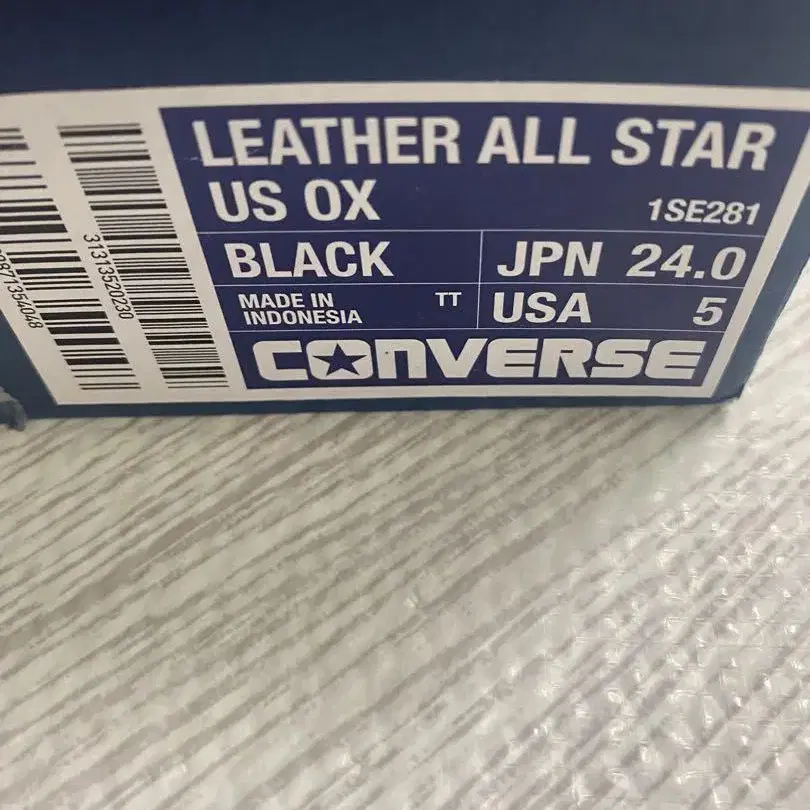 LEATHER ALL STAR
US OX
1SE281
BLACK
JPN 24.0
MADE IN
INDONESIA
TT
USA 5
CONVERSE
31313520230